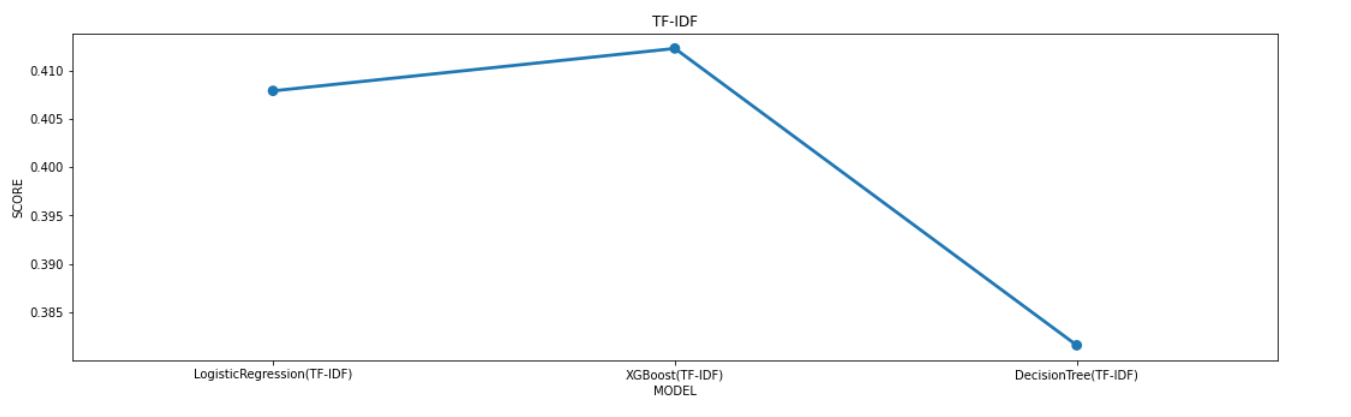 TF-IDF
0.410
0.405
0.400
0.395
0.390
0.385
SCORE
LogisticRegression(TF-IDF) XGBoost(TF-IDF) DecisionTree(TF-IDF)
MODEL